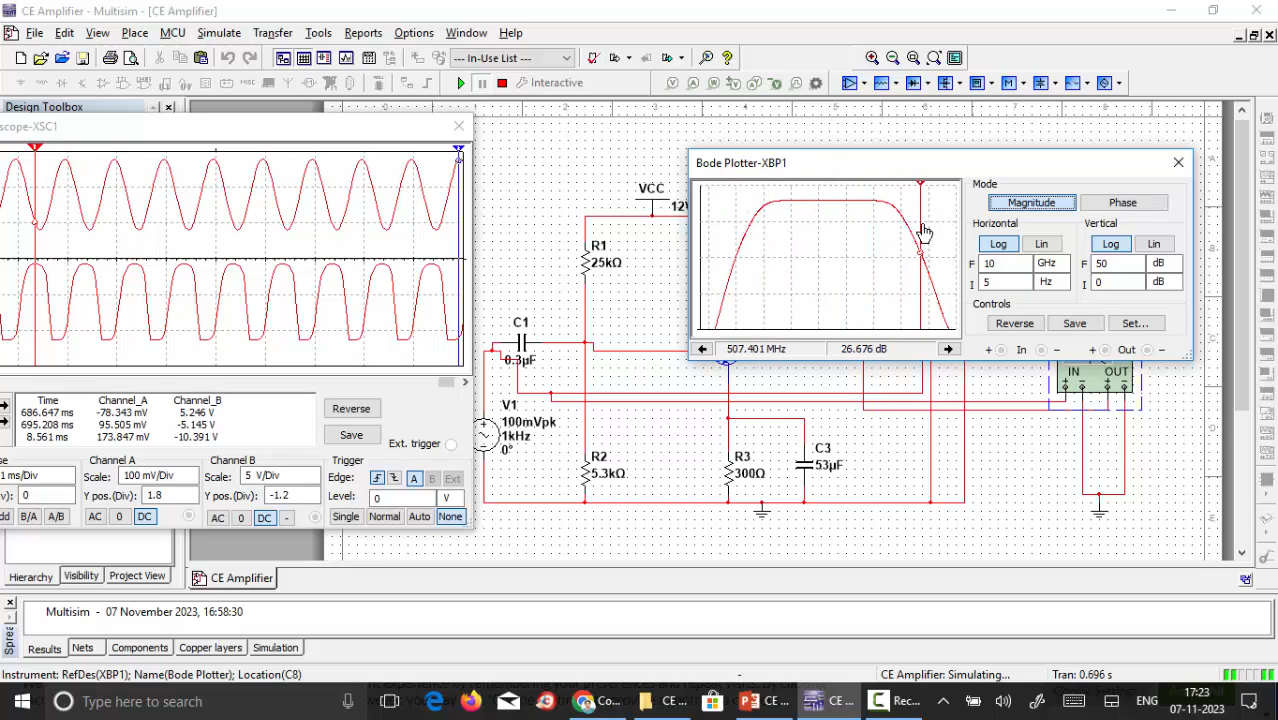 CE Amplifier - Multisim - [CE Amplifier]
File Edit View Place MCU Simulate Transfer Tools Reports Options Window Help
--- In-Use List ---
Interactive
Design Toolbox
scope-XSC1
Time Channel_A Channel_B
686.647 ms -78.343 mV 5.246 V
695.208 ms 95.505 mV -5.145 V
8.561 ms 173.847 mV -10.391 V
Reverse
Save
Ext. trigger
Channel A Channel B Trigger
1 ms/Div Scale: 100 mV/Div Scale: 5 V/Div Edge: A B Ext
0 Y pos.(Div): 1.8 Y pos.(Div): -1.2 Level: 0 V
B/A A/B AC 0 DC AC 0 DC - Single Normal Auto None
VCC
12V
R1
25kΩ
C1
0.3µF
V1
100mVpk
1kHz
0°
R2
5.3kΩ
R3
300Ω
C3
53µF
Bode Plotter-XBP1
Mode
Magnitude Phase
Horizontal Vertical
Log Lin Log Lin
F 10 GHz F 50 dB
I 5 Hz I 0 dB
Controls
Reverse Save Set...
507.401 MHz 26.676 dB
+ In - + Out -
IN OUT
Hierarchy Visibility Project View
CE Amplifier
Multisim - 07 November 2023, 16:58:30
Results Nets Components Copper layers Simulation
Instrument: RefDes(XBP1); Name(Bode Plotter); Location(C8) - CE Amplifier: Simulating... Tran: 0.696 s
Type here to search
Co... CE ... CE ... CE ... Rec...
ENG
17:23
07-11-2023